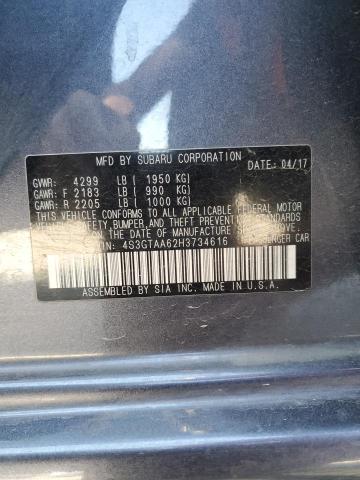 MFD BY SUBARU CORPORATION
DATE: 04/17
GVWR: 4299 LB ( 1950 KG)
GAWR: F 2183 LB ( 990 KG)
GAWR: R 2205 LB ( 1000 KG)
THIS VEHICLE CONFORMS TO ALL APPLICABLE FEDERAL MOTOR
VEHICLE SAFETY, BUMPER, AND THEFT PREVENTION STANDARDS
THE DATE OF MANUFACTURE ABOVE.
4S3GTAA62H3734616
PASSENGER CAR
ASSEMBLED BY SIA INC. MADE IN U.S.A.